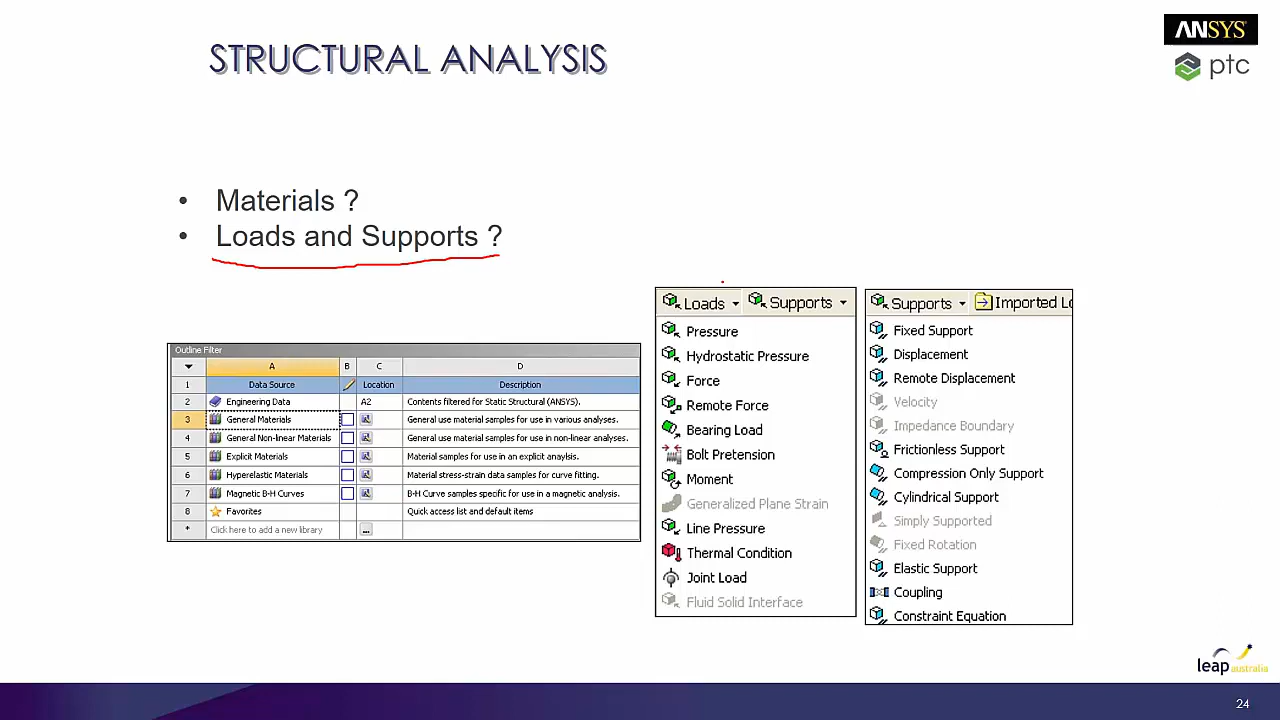 STRUCTURAL ANALYSIS
ANSYS
ptc
• Materials ?
• Loads and Supports ?
Outline Filter
A B C D
1 Data Source Location Description
2 Engineering Data A2 Contents filtered for Static Structural (ANSYS).
3 General Materials General use material samples for use in various analyses.
4 General Non-linear Materials General use material samples for use in non-linear analyses.
5 Explicit Materials Material samples for use in an explicit anaylsis.
6 Hyperelastic Materials Material stress-strain data samples for curve fitting.
7 Magnetic B-H Curves B-H Curve samples specific for use in a magnetic analysis.
8 Favorites Quick access list and default items
* Click here to add a new library ...
Loads Supports
Pressure
Hydrostatic Pressure
Force
Remote Force
Bearing Load
Bolt Pretension
Moment
Generalized Plane Strain
Line Pressure
Thermal Condition
Joint Load
Fluid Solid Interface
Supports Imported Lo
Fixed Support
Displacement
Remote Displacement
Velocity
Impedance Boundary
Frictionless Support
Compression Only Support
Cylindrical Support
Simply Supported
Fixed Rotation
Elastic Support
Coupling
Constraint Equation
leap australia
24